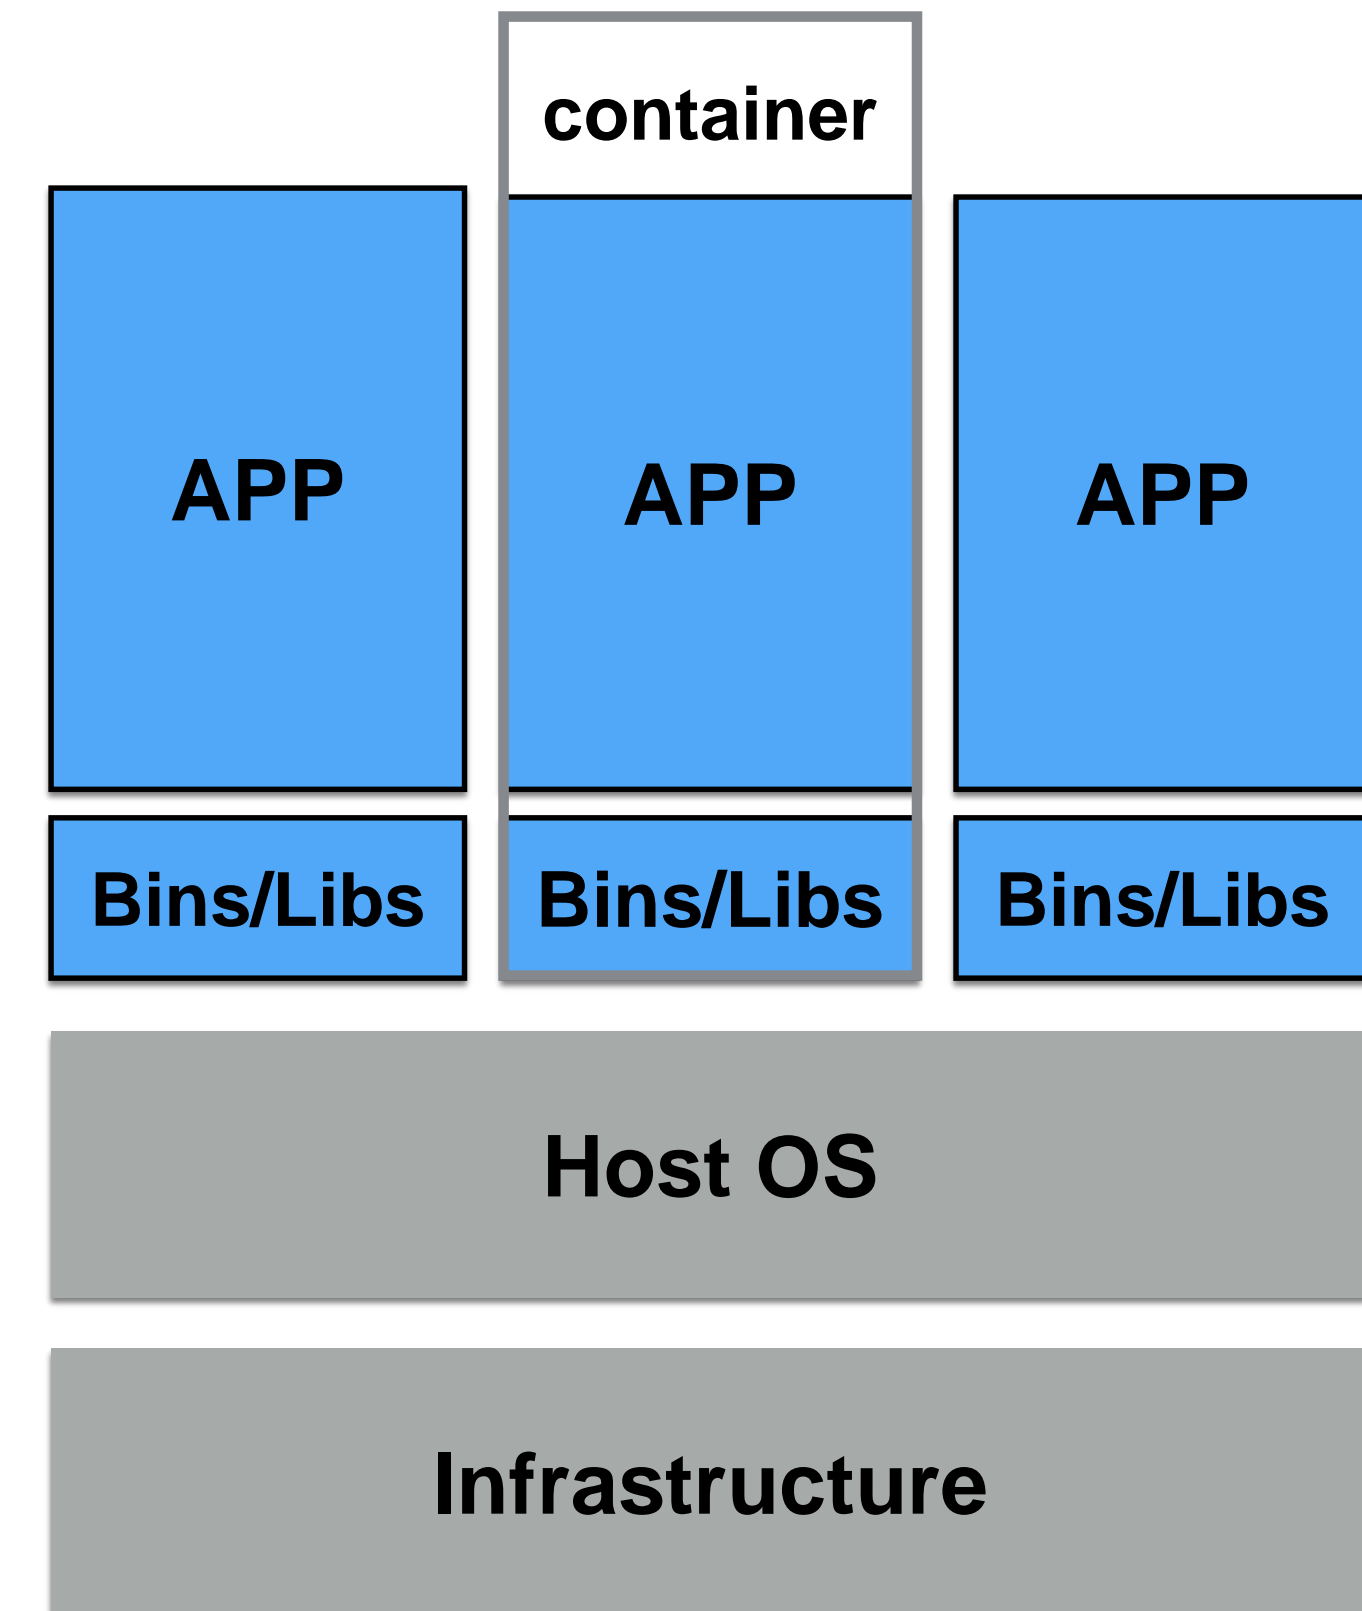 container
APP
APP
APP
Bins/Libs
Bins/Libs
Bins/Libs
Host OS
Infrastructure